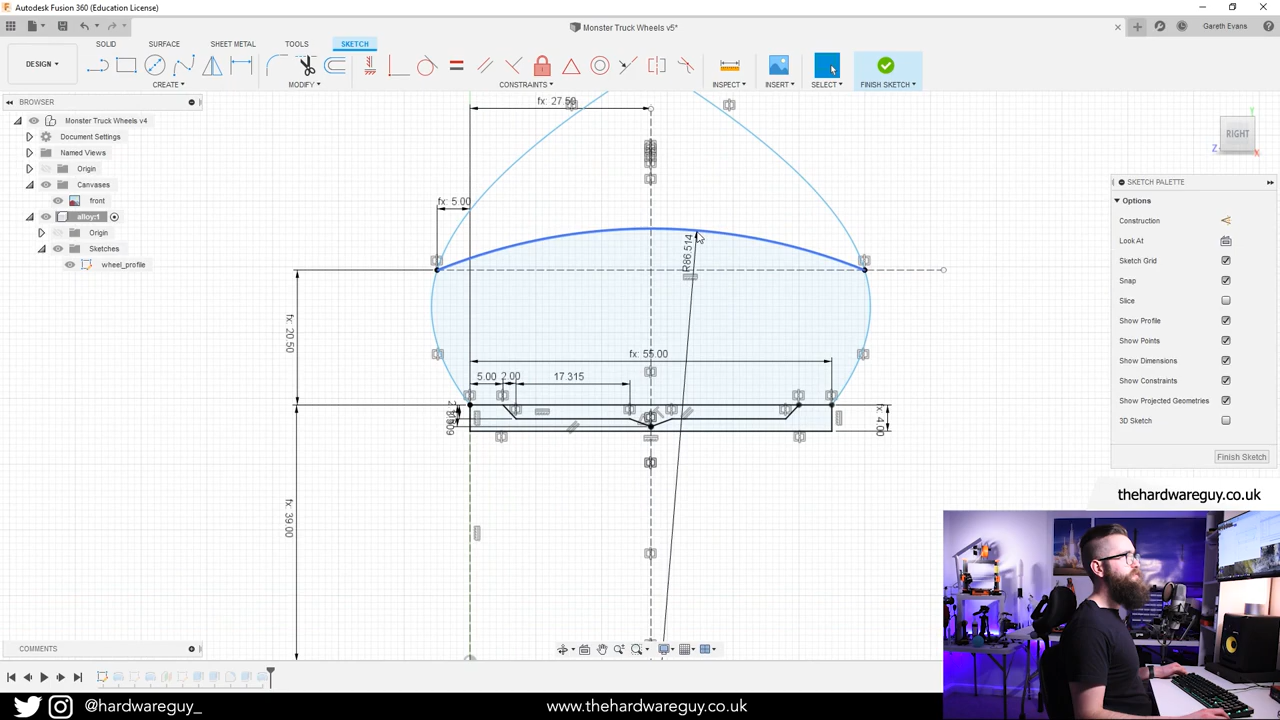 Autodesk Fusion 360 (Education License)
Monster Truck Wheels v5*
Gareth Evans
DESIGN
SOLID
SURFACE
SHEET METAL
TOOLS
SKETCH
CREATE
MODIFY
CONSTRAINTS
INSPECT
INSERT
SELECT
FINISH SKETCH
BROWSER
Monster Truck Wheels v4
Document Settings
Named Views
Origin
Canvases
front
alloy:1
Origin
Sketches
wheel_profile
fx: 27.50
fx: 5.00
R86.514
fx: 20.50
fx: 55.00
5.00
2.00
17.315
fx: 4.00
fx: 39.00
Y
RIGHT
Z
X
SKETCH PALETTE
Options
Construction
Look At
Sketch Grid
Snap
Slice
Show Profile
Show Points
Show Dimensions
Show Constraints
Show Projected Geometries
3D Sketch
Finish Sketch
thehardwareguy.co.uk
COMMENTS
@hardwareguy_
www.thehardwareguy.co.uk